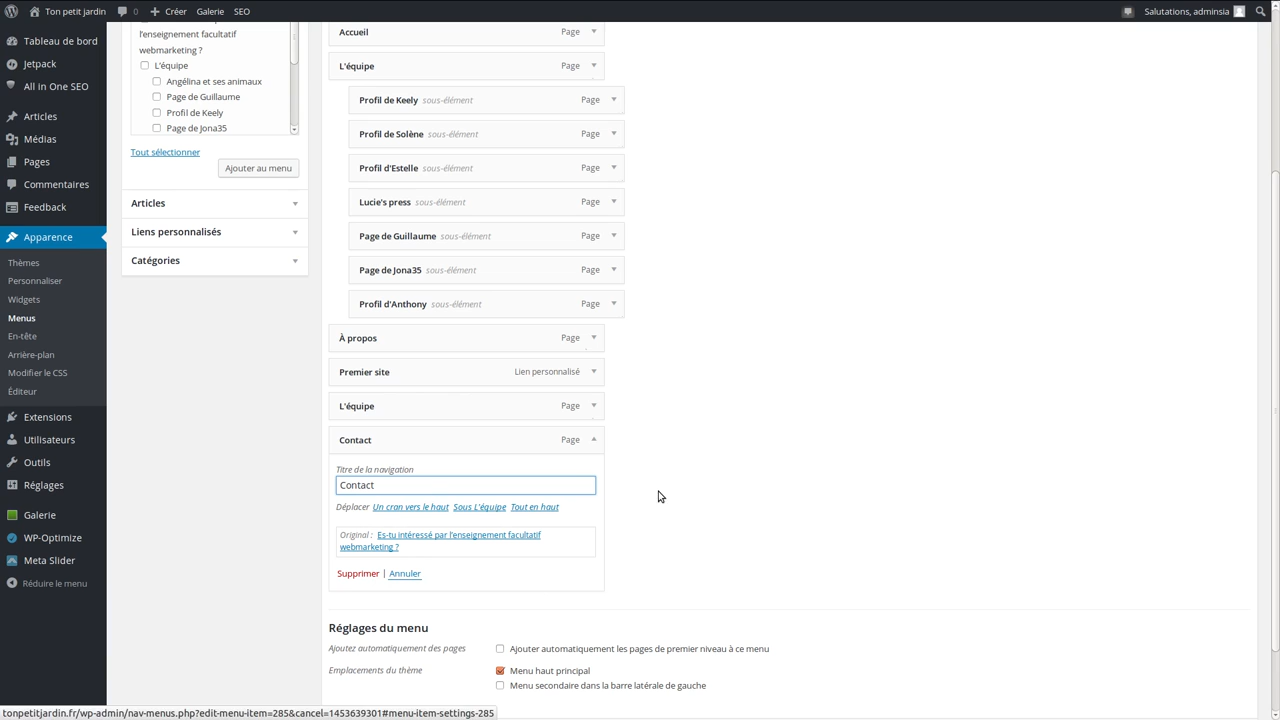 Ton petit jardin
0
Créer
Galerie
SEO
Salutations, adminsia
Tableau de bord
Jetpack
All in One SEO
Articles
Médias
Pages
Commentaires
Feedback
Apparence
Thèmes
Personnaliser
Widgets
Menus
En-tête
Arrière-plan
Modifier le CSS
Éditeur
Extensions
Utilisateurs
Outils
Réglages
Galerie
WP-Optimize
Meta Slider
Réduire le menu
l'enseignement facultatif
webmarketing ?
L'équipe
Angélina et ses animaux
Page de Guillaume
Profil de Keely
Page de Jona35
Tout sélectionner
Ajouter au menu
Articles
Liens personnalisés
Catégories
Accueil Page
L'équipe Page
Profil de Keely sous-élément Page
Profil de Solène sous-élément Page
Profil d'Estelle sous-élément Page
Lucie's press sous-élément Page
Page de Guillaume sous-élément Page
Page de Jona35 sous-élément Page
Profil d'Anthony sous-élément Page
À propos Page
Premier site Lien personnalisé
L'équipe Page
Contact Page
Titre de la navigation
Contact
Déplacer Un cran vers le haut Sous L'équipe Tout en haut
Original : Es-tu intéressé par l'enseignement facultatif
webmarketing ?
Supprimer | Annuler
Réglages du menu
Ajoutez automatiquement des pages
Ajouter automatiquement les pages de premier niveau à ce menu
Emplacements du thème
Menu haut principal
Menu secondaire dans la barre latérale de gauche
tonpetitjardin.fr/wp-admin/nav-menus.php?edit-menu-item=285&cancel=1453639301#menu-item-settings-285